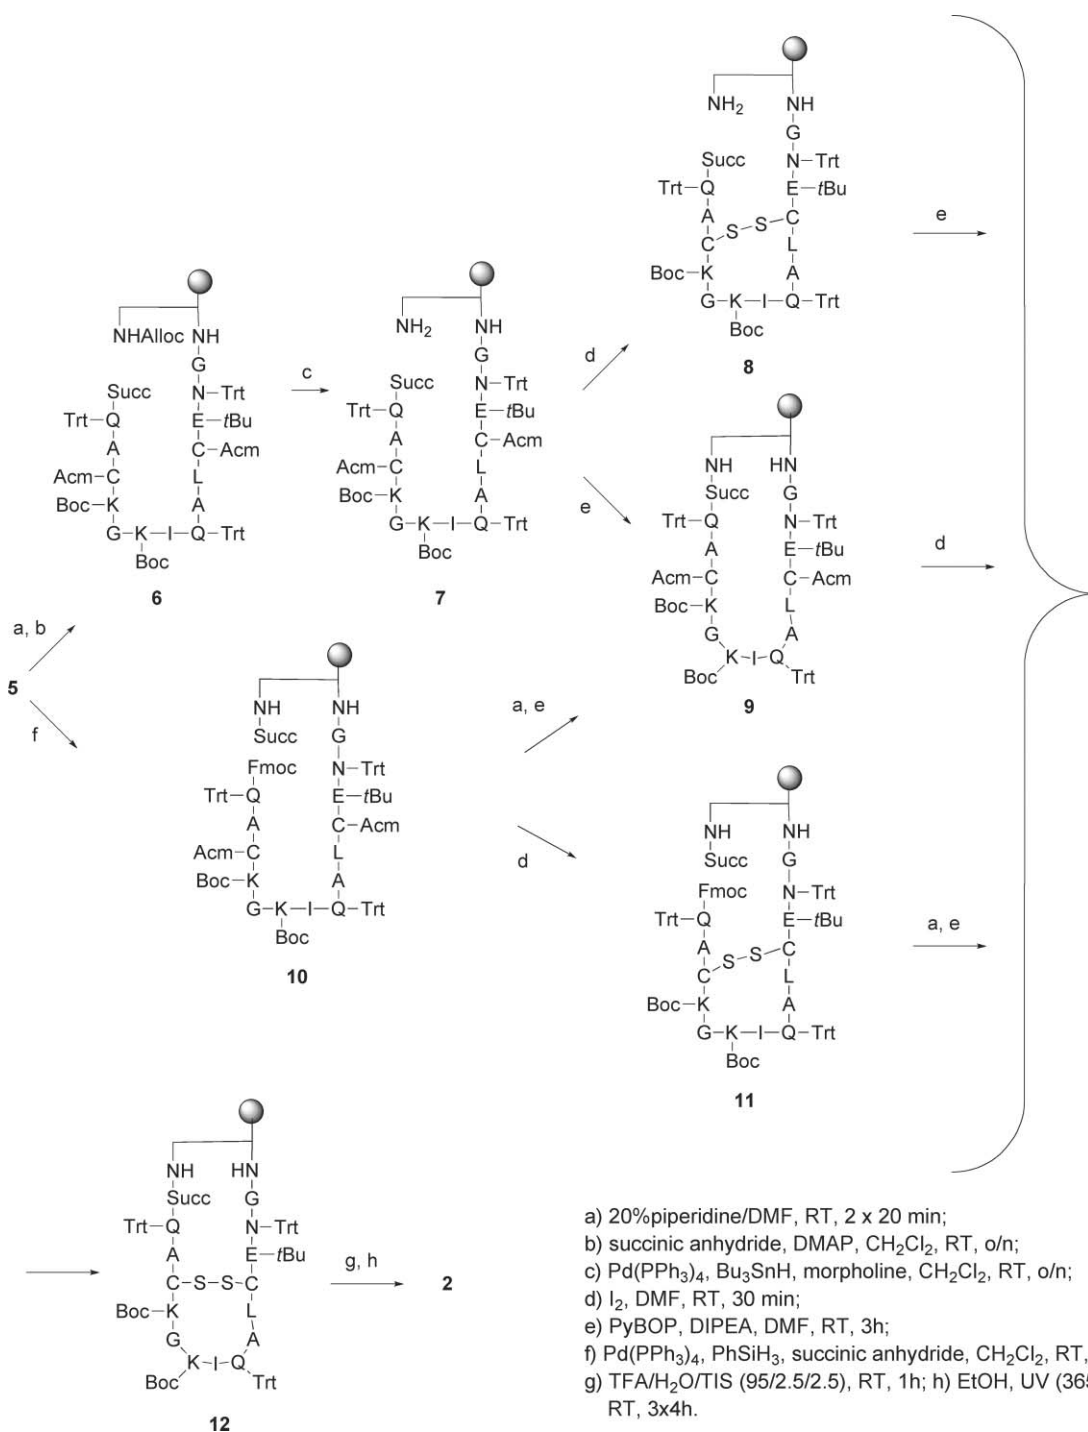 NH2 NH
G
Succ N–Trt
Trt–Q E–tBu
A S–S C
C L
Boc–K A
G–K–I–Q–Trt
Boc
8
e
NHAlloc NH
G
Succ N–Trt
Trt–Q E–tBu
A C–Acm
Acm–C L
Boc–K A
G–K–I–Q–Trt
Boc
6
c
NH2 NH
G
Succ N–Trt
Trt–Q E–tBu
A C–Acm
Acm–C L
Boc–K A
G–K–I–Q–Trt
Boc
7
d
e
NH HN
Succ G
Trt–Q N–Trt
A E–tBu
Acm–C C–Acm
Boc–K L
G A
Boc K–I–Q Trt
9
d
a, b
5
f
NH NH
Succ G
Fmoc N–Trt
Trt–Q E–tBu
A C–Acm
Acm–C L
Boc–K A
G–K–I–Q–Trt
Boc
10
a, e
d
NH NH
Succ G
Fmoc N–Trt
Trt–Q E–tBu
A S–S C
C L
Boc–K A
G–K–I–Q–Trt
Boc
11
a, e
NH HN
Succ G
Trt–Q N–Trt
A E–tBu
C–S–S–C
Boc–K L
G A
Boc K–I–Q Trt
12
g, h
2
a) 20%piperidine/DMF, RT, 2 x 20 min;
b) succinic anhydride, DMAP, CH2Cl2, RT, o/n;
c) Pd(PPh3)4, Bu3SnH, morpholine, CH2Cl2, RT, o/n;
d) I2, DMF, RT, 30 min;
e) PyBOP, DIPEA, DMF, RT, 3h;
f) Pd(PPh3)4, PhSiH3, succinic anhydride, CH2Cl2, RT,
g) TFA/H2O/TIS (95/2.5/2.5), RT, 1h; h) EtOH, UV (365
RT, 3x4h.